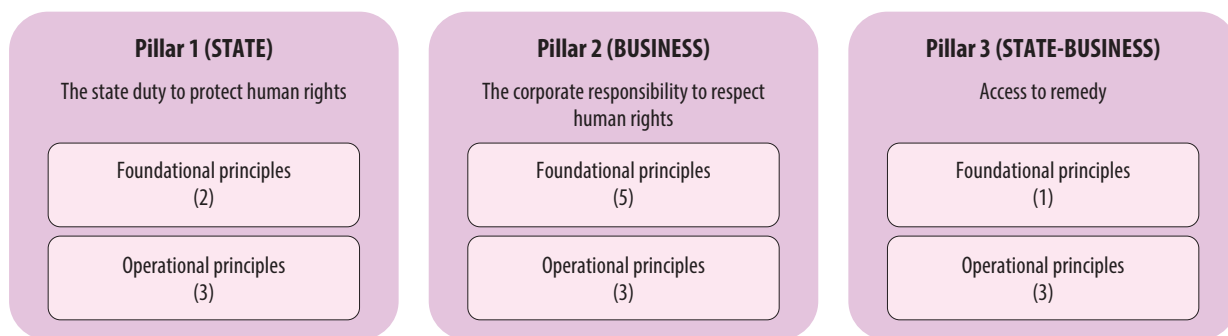 Pillar 1 (STATE)
The state duty to protect human rights
Foundational principles
(2)
Operational principles
(3)
Pillar 2 (BUSINESS)
The corporate responsibility to respect
human rights
Foundational principles
(5)
Operational principles
(3)
Pillar 3 (STATE-BUSINESS)
Access to remedy
Foundational principles
(1)
Operational principles
(3)